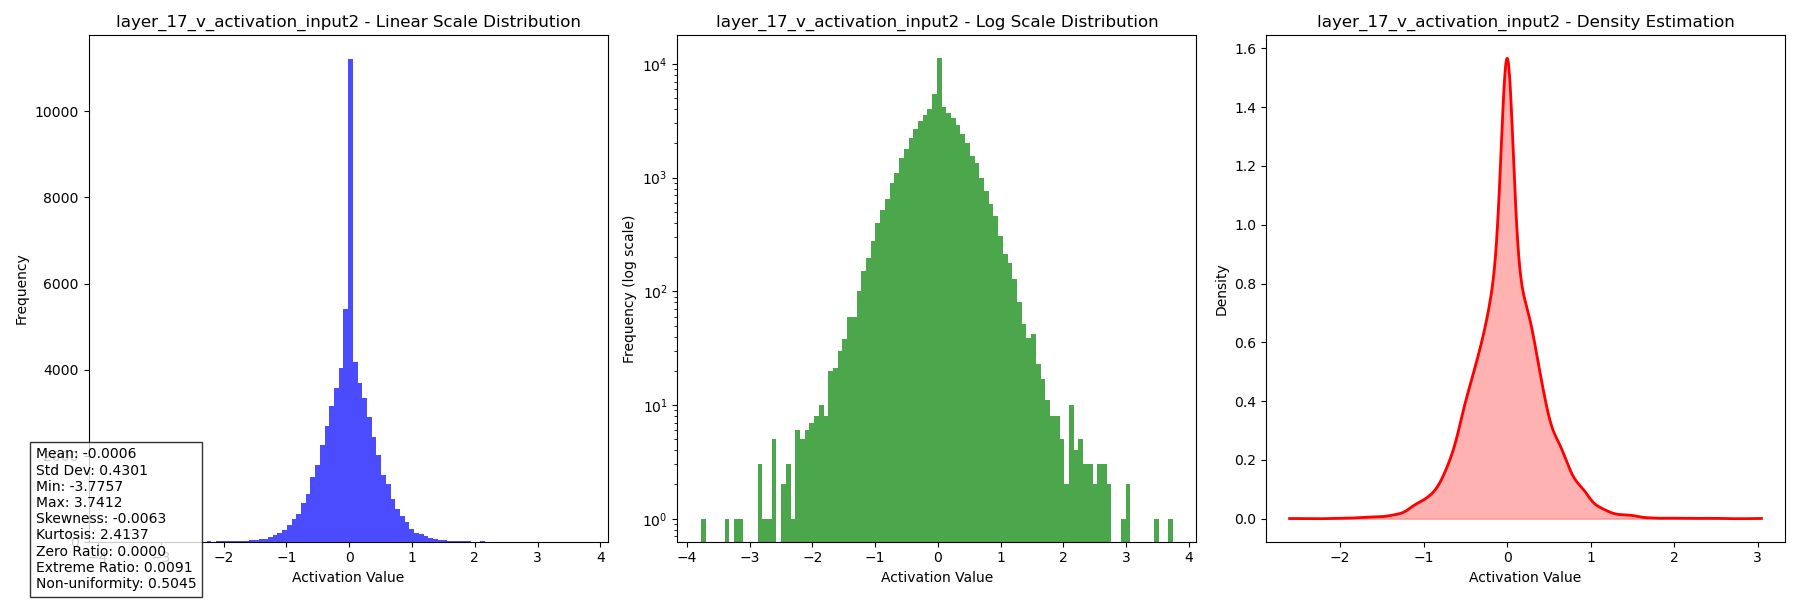 layer_17_v_activation_input2 - Linear Scale Distribution
Frequency
10000
8000
6000
4000
−2
−1
0
1
2
3
4
Activation Value
Mean: -0.0006
Std Dev: 0.4301
Min: -3.7757
Max: 3.7412
Skewness: -0.0063
Kurtosis: 2.4137
Zero Ratio: 0.0000
Extreme Ratio: 0.0091
Non-uniformity: 0.5045
layer_17_v_activation_input2 - Log Scale Distribution
Frequency (log scale)
10⁴
10³
10²
10¹
10⁰
−4
−3
−2
−1
0
1
2
3
4
Activation Value
layer_17_v_activation_input2 - Density Estimation
Density
1.6
1.4
1.2
1.0
0.8
0.6
0.4
0.2
0.0
−2
−1
0
1
2
3
Activation Value